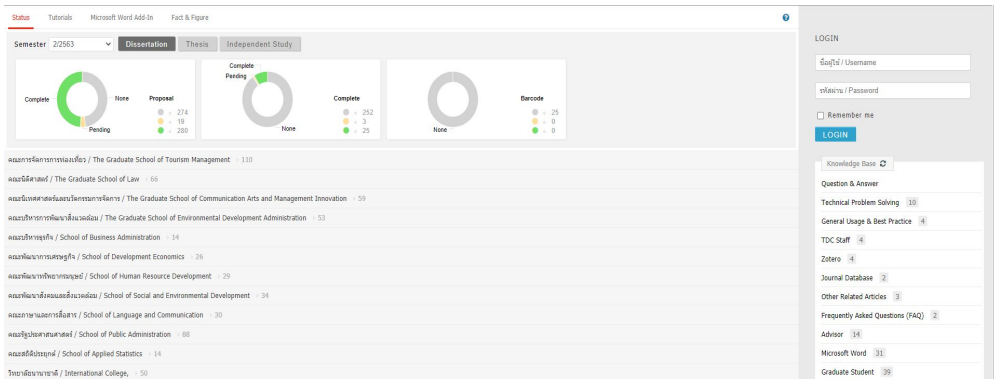 Status Tutorials Microsoft Word Add-In Fact & Figure
Semester 2/2563 Dissertation Thesis Independent Study
Complete None Pending
Proposal
274
19
280
Complete
Pending
None
Complete
252
3
25
None
Barcode
25
0
0
คณะการจัดการการท่องเที่ยว / The Graduate School of Tourism Management 110
คณะนิติศาสตร์ / The Graduate School of Law 66
คณะนิเทศศาสตร์และนวัตกรรมการจัดการ / The Graduate School of Communication Arts and Management Innovation 59
คณะบริหารการพัฒนาสิ่งแวดล้อม / The Graduate School of Environmental Development Administration 53
คณะบริหารธุรกิจ / School of Business Administration 14
คณะพัฒนาการเศรษฐกิจ / School of Development Economics 26
คณะพัฒนาทรัพยากรมนุษย์ / School of Human Resource Development 29
คณะพัฒนาสังคมและสิ่งแวดล้อม / School of Social and Environmental Development 34
คณะภาษาและการสื่อสาร / School of Language and Communication 30
คณะรัฐประศาสนศาสตร์ / School of Public Administration 88
คณะสถิติประยุกต์ / School of Applied Statistics 14
วิทยาลัยนานาชาติ / International College, 50
LOGIN
ชื่อผู้ใช้ / Username
รหัสผ่าน / Password
Remember me
LOGIN
Knowledge Base
Question & Answer
Technical Problem Solving 10
General Usage & Best Practice 4
TDC Staff 4
Zotero 4
Journal Database 2
Other Related Articles 3
Frequently Asked Questions (FAQ) 2
Advisor 14
Microsoft Word 31
Graduate Student 39